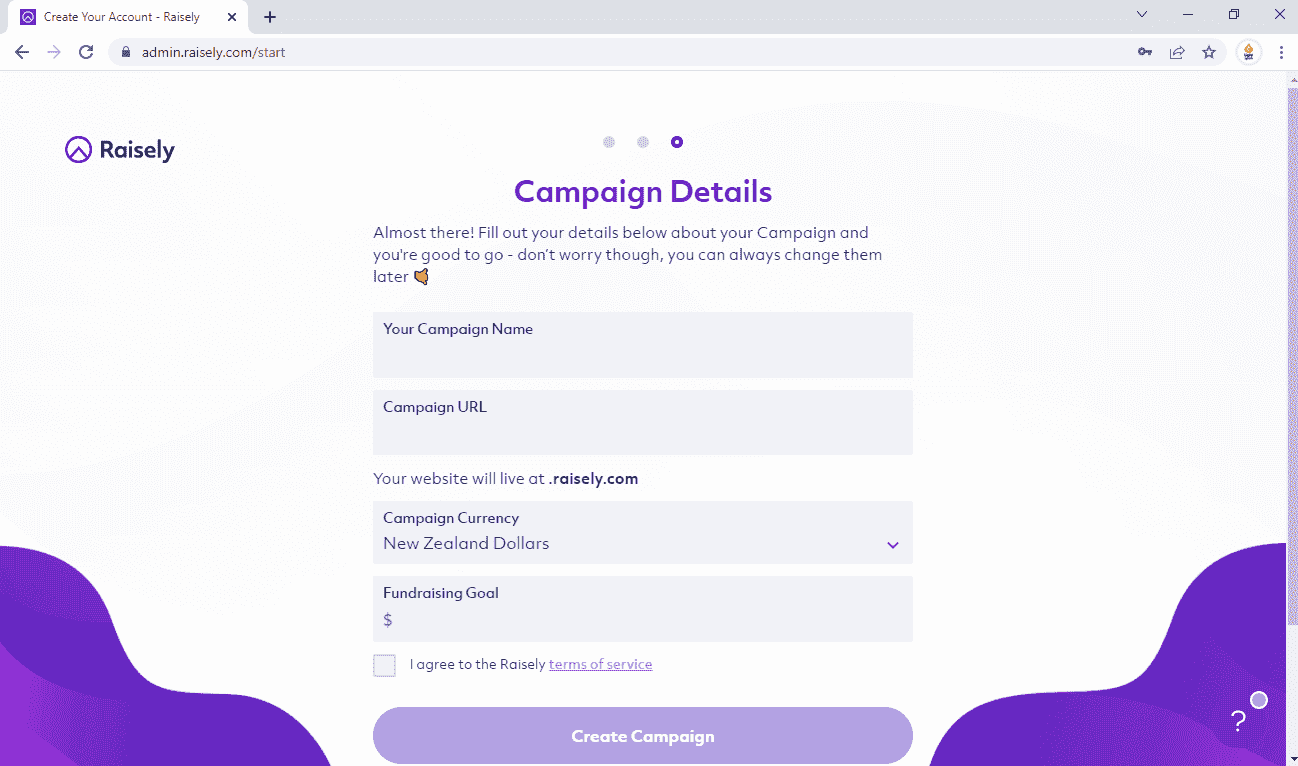 Create Your Account - Raisely
admin.raisely.com/start
Raisely
Campaign Details
Almost there! Fill out your details below about your Campaign and
you're good to go - don't worry though, you can always change them
later
Your Campaign Name
Campaign URL
Your website will live at .raisely.com
Campaign Currency
New Zealand Dollars
Fundraising Goal
$
I agree to the Raisely terms of service
Create Campaign
?